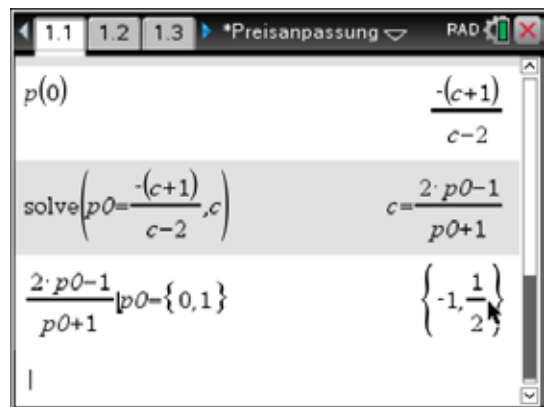 1.1 1.2 1.3 *Preisanpassung RAD
p(0) -(c+1)/c-2
solve(p0=-(c+1)/c-2,c) c=2·p0-1/p0+1
2·p0-1/p0+1|p0={0,1} {-1,1/2}